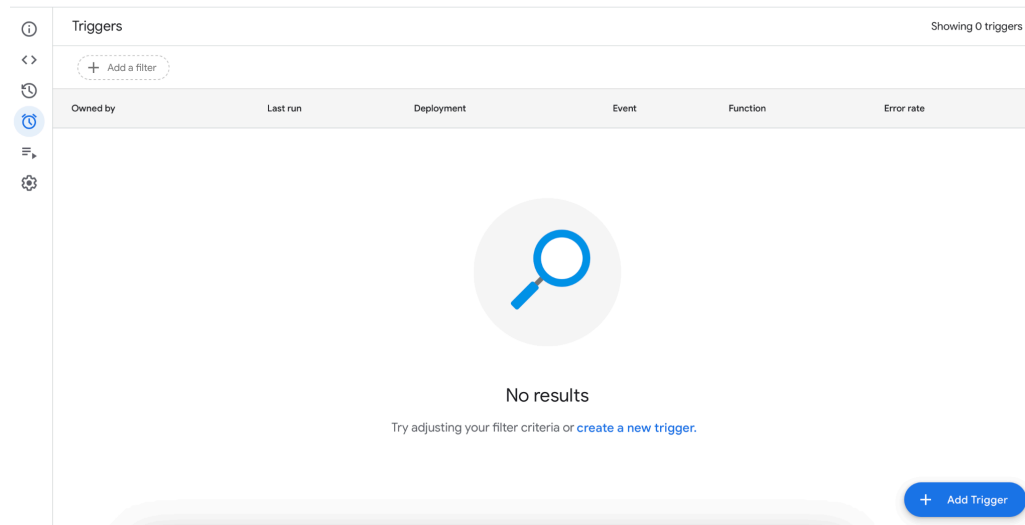 Triggers
Showing 0 triggers
Add a filter
Owned by Last run Deployment Event Function Error rate
No results
Try adjusting your filter criteria or create a new trigger.
Add Trigger